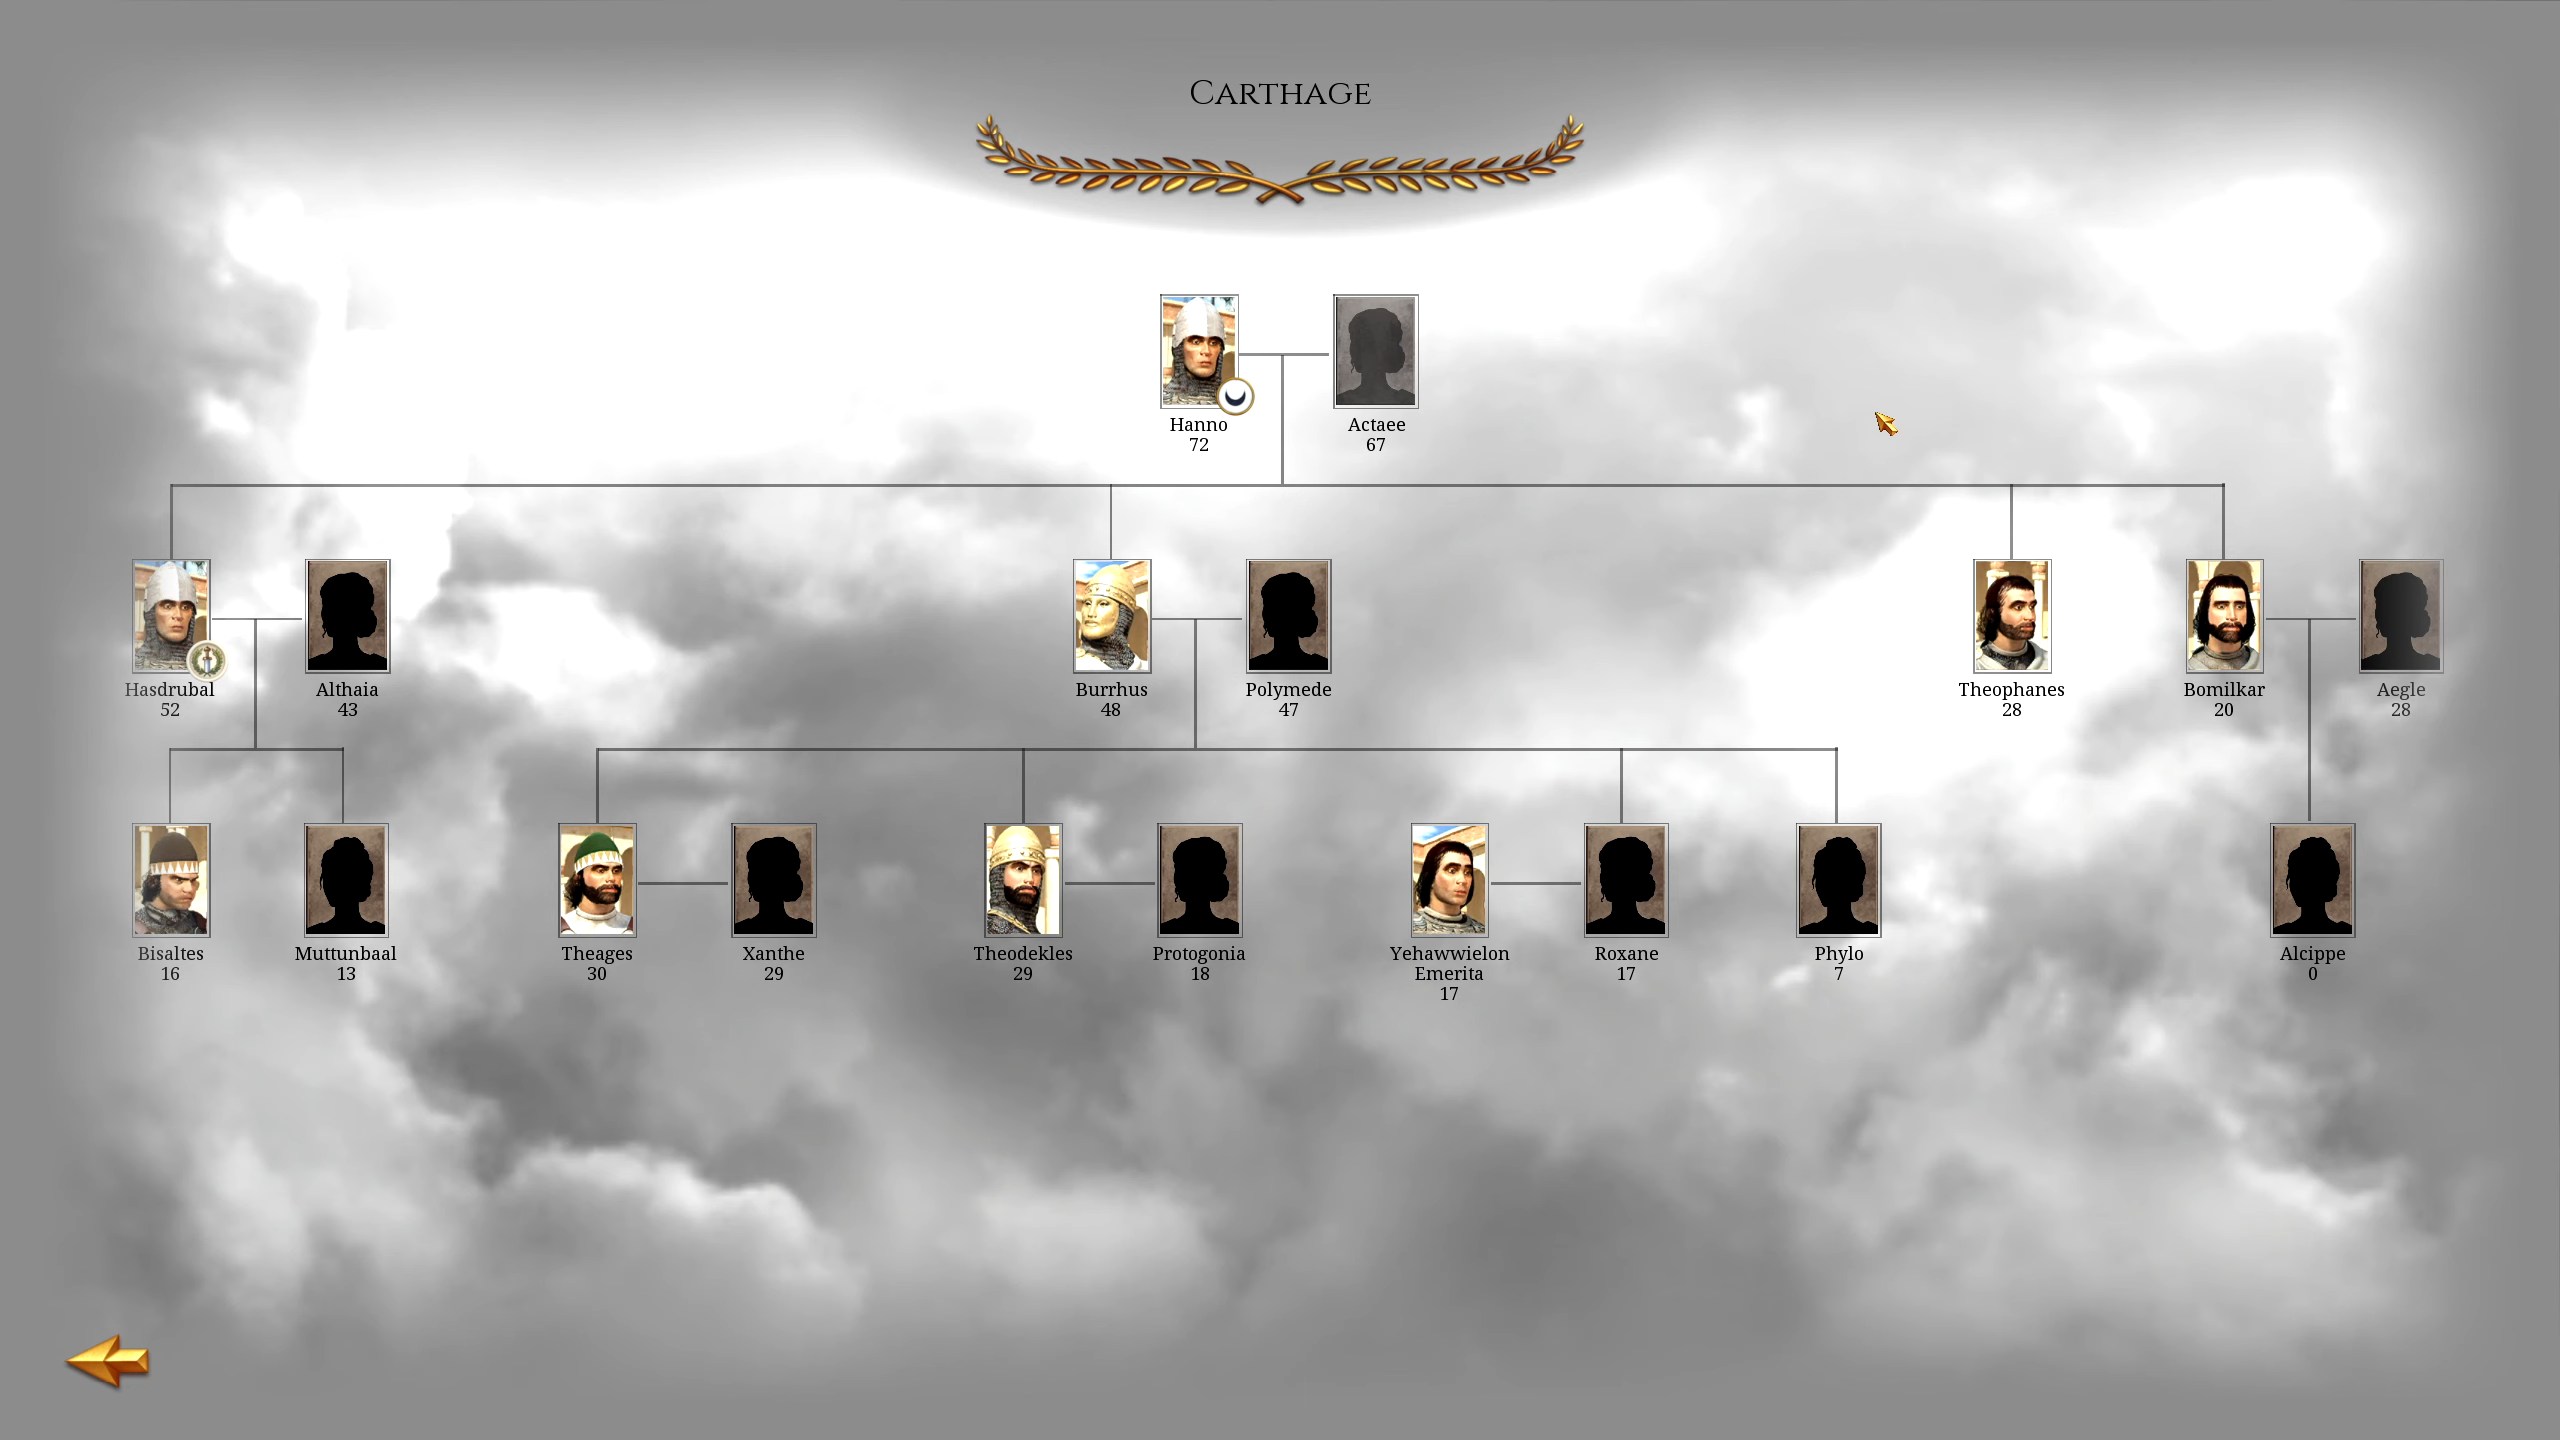 Carthage
Hanno
72
Actaee
67
Hasdrubal
52
Althaia
43
Burrhus
48
Polymede
47
Theophanes
28
Bomilkar
20
Aegle
28
Bisaltes
16
Muttunbaal
13
Theages
30
Xanthe
29
Theodekles
29
Protogonia
18
Yehawwielon
Emerita
17
Roxane
17
Phylo
7
Alcippe
0